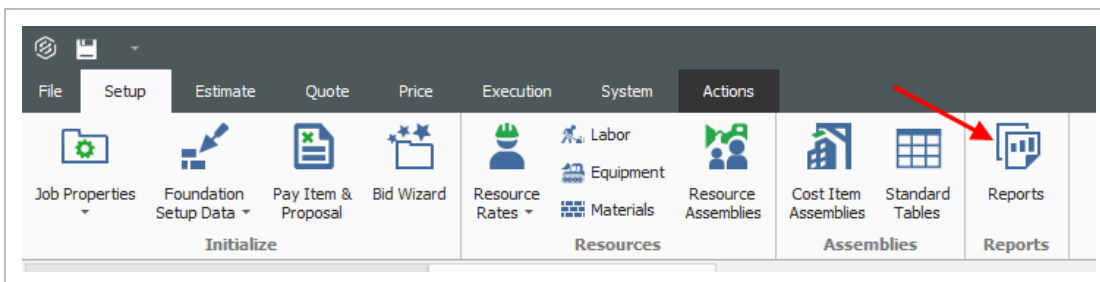 File Setup Estimate Quote Price Execution System Actions
Job Properties
Foundation
Setup Data
Pay Item &
Proposal
Bid Wizard
Resource
Rates
Labor
Equipment
Materials
Resource
Assemblies
Cost Item
Assemblies
Standard
Tables
Reports
Initialize Resources Assemblies Reports